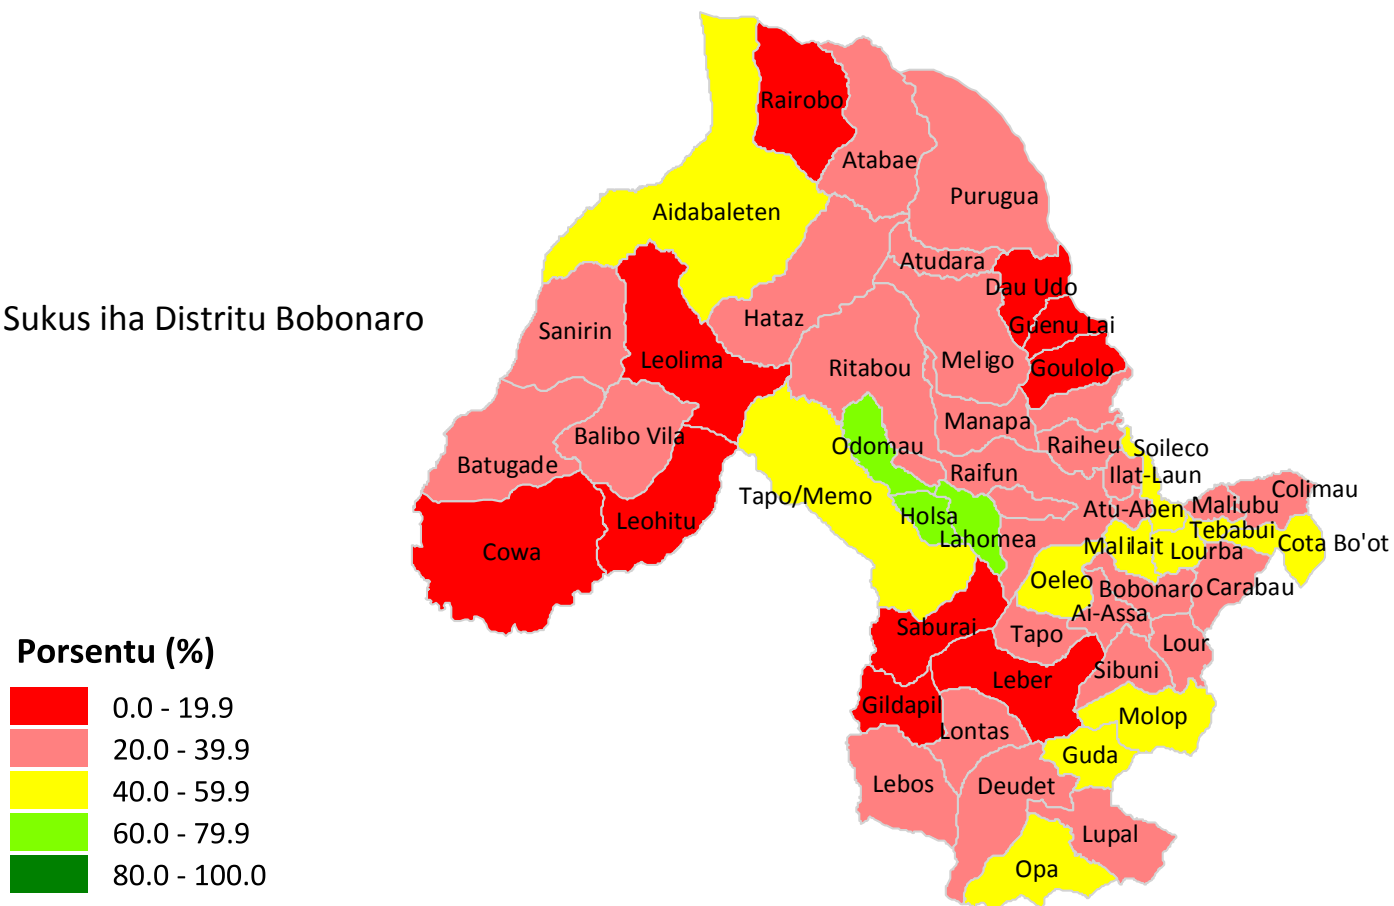 Rairobo
Atabae
Purugua
Aidabaleten
Atudara
Dau Udo
Sukus iha Distritu Bobonaro
Sanirin
Hataz
Guenu Lai
Leolima
Ritabou
Meligo
Goulolo
Manapa
Balibo Vila
Odomau
Raiheu
Soileco
Batugade
Raifun
Ilat-Laun
Tapo/Memo
Colimau
Leohitu
Holsa
Atu-Aben
Maliubu
Cowa
Lahomea
Malilait
Lourba
Tebabui
Cota Bo'ot
Oeleo
Bobonaro
Carabau
Ai-Assa
Saburai
Tapo
Lour
Porsentu (%)
Leber
Sibuni
0.0 - 19.9
Gildapil
Molop
Lontas
20.0 - 39.9
Guda
Lebos
Deudet
40.0 - 59.9
60.0 - 79.9
Lupal
80.0 - 100.0
Opa